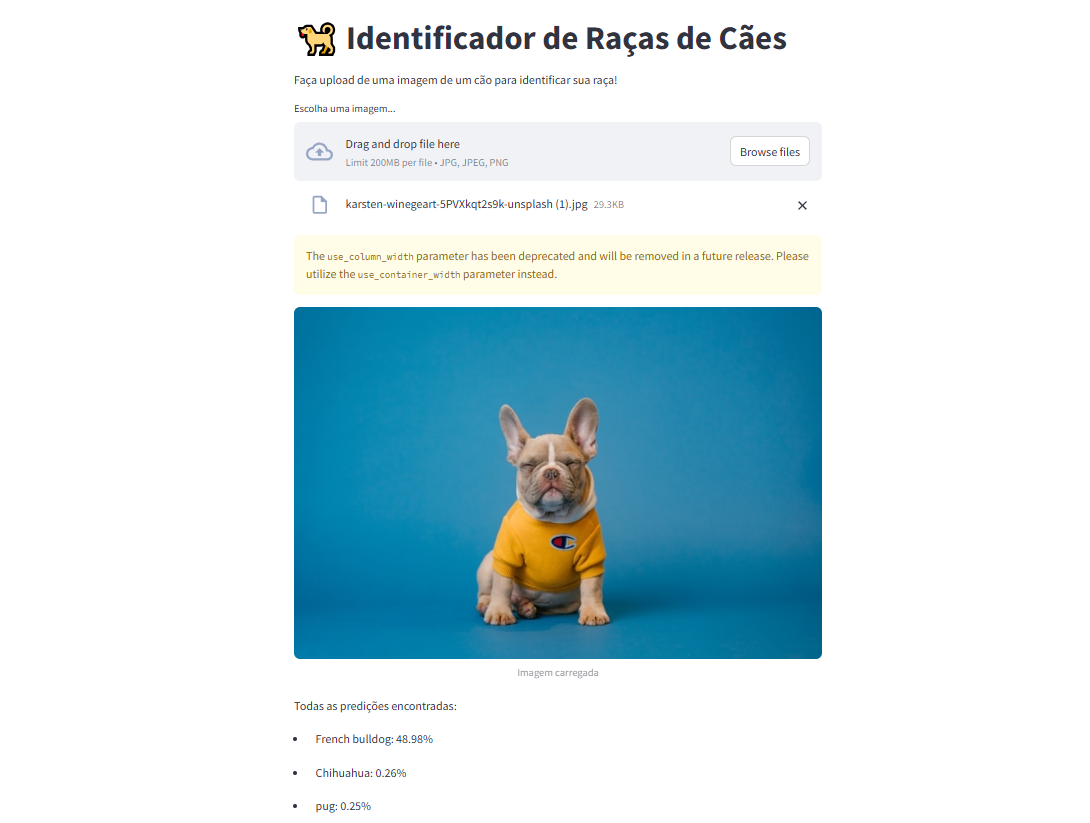 Identificador de Raças de Cães
Faça upload de uma imagem de um cão para identificar sua raça!
Escolha uma imagem...
Drag and drop file here
Limit 200MB per file • JPG, JPEG, PNG
Browse files
karsten-winegeart-5PVXkqt2s9k-unsplash (1).jpg 29.3KB
The use_column_width parameter has been deprecated and will be removed in a future release. Please
utilize the use_container_width parameter instead.
Imagem carregada
Todas as predições encontradas:
• French bulldog: 48.98%
• Chihuahua: 0.26%
• pug: 0.25%